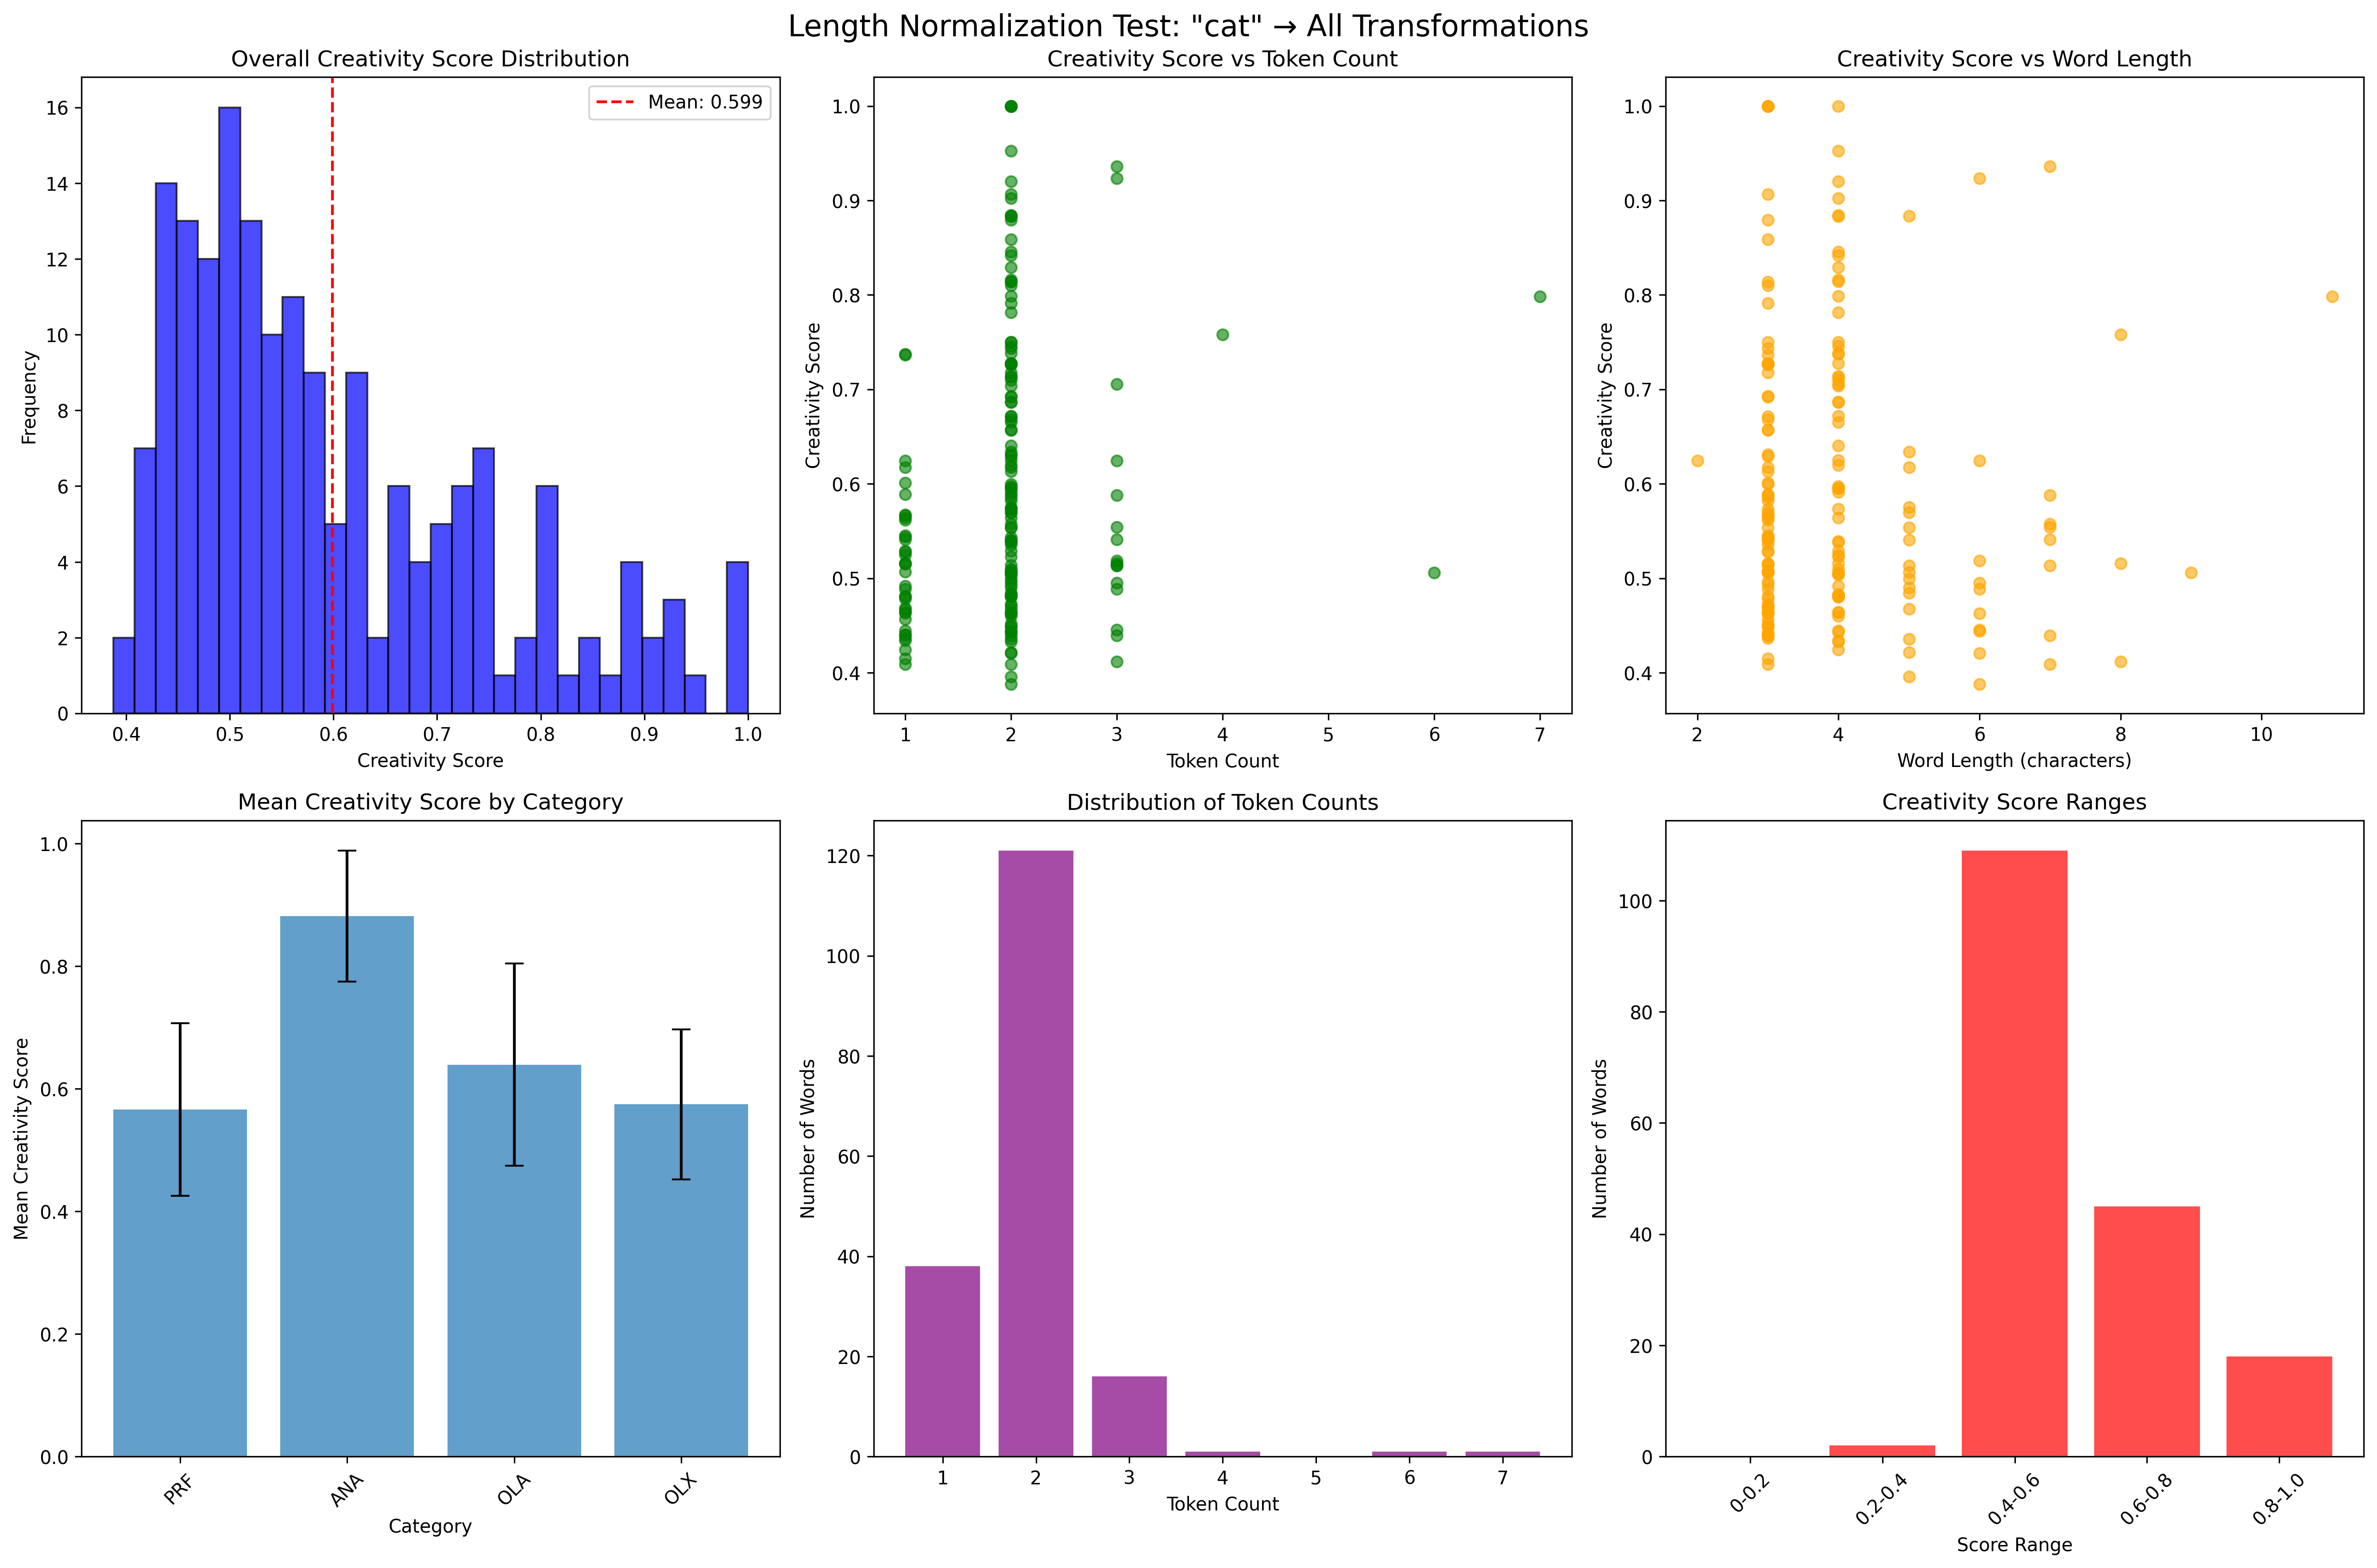 Length Normalization Test: "cat" → All Transformations
Overall Creativity Score Distribution
16
14
12
10
8
6
4
2
0
Frequency
Mean: 0.599
0.4 0.5 0.6 0.7 0.8 0.9 1.0
Creativity Score
Creativity Score vs Token Count
1.0
0.9
0.8
0.7
0.6
0.5
0.4
Creativity Score
1 2 3 4 5 6 7
Token Count
Creativity Score vs Word Length
1.0
0.9
0.8
0.7
0.6
0.5
0.4
Creativity Score
2 4 6 8 10
Word Length (characters)
Mean Creativity Score by Category
1.0
0.8
0.6
0.4
0.2
0.0
Mean Creativity Score
PRF ANA OLA OLX
Category
Distribution of Token Counts
120
100
80
60
40
20
0
Number of Words
1 2 3 4 5 6 7
Token Count
Creativity Score Ranges
100
80
60
40
20
0
Number of Words
0-0.2 0.2-0.4 0.4-0.6 0.6-0.8 0.8-1.0
Score Range